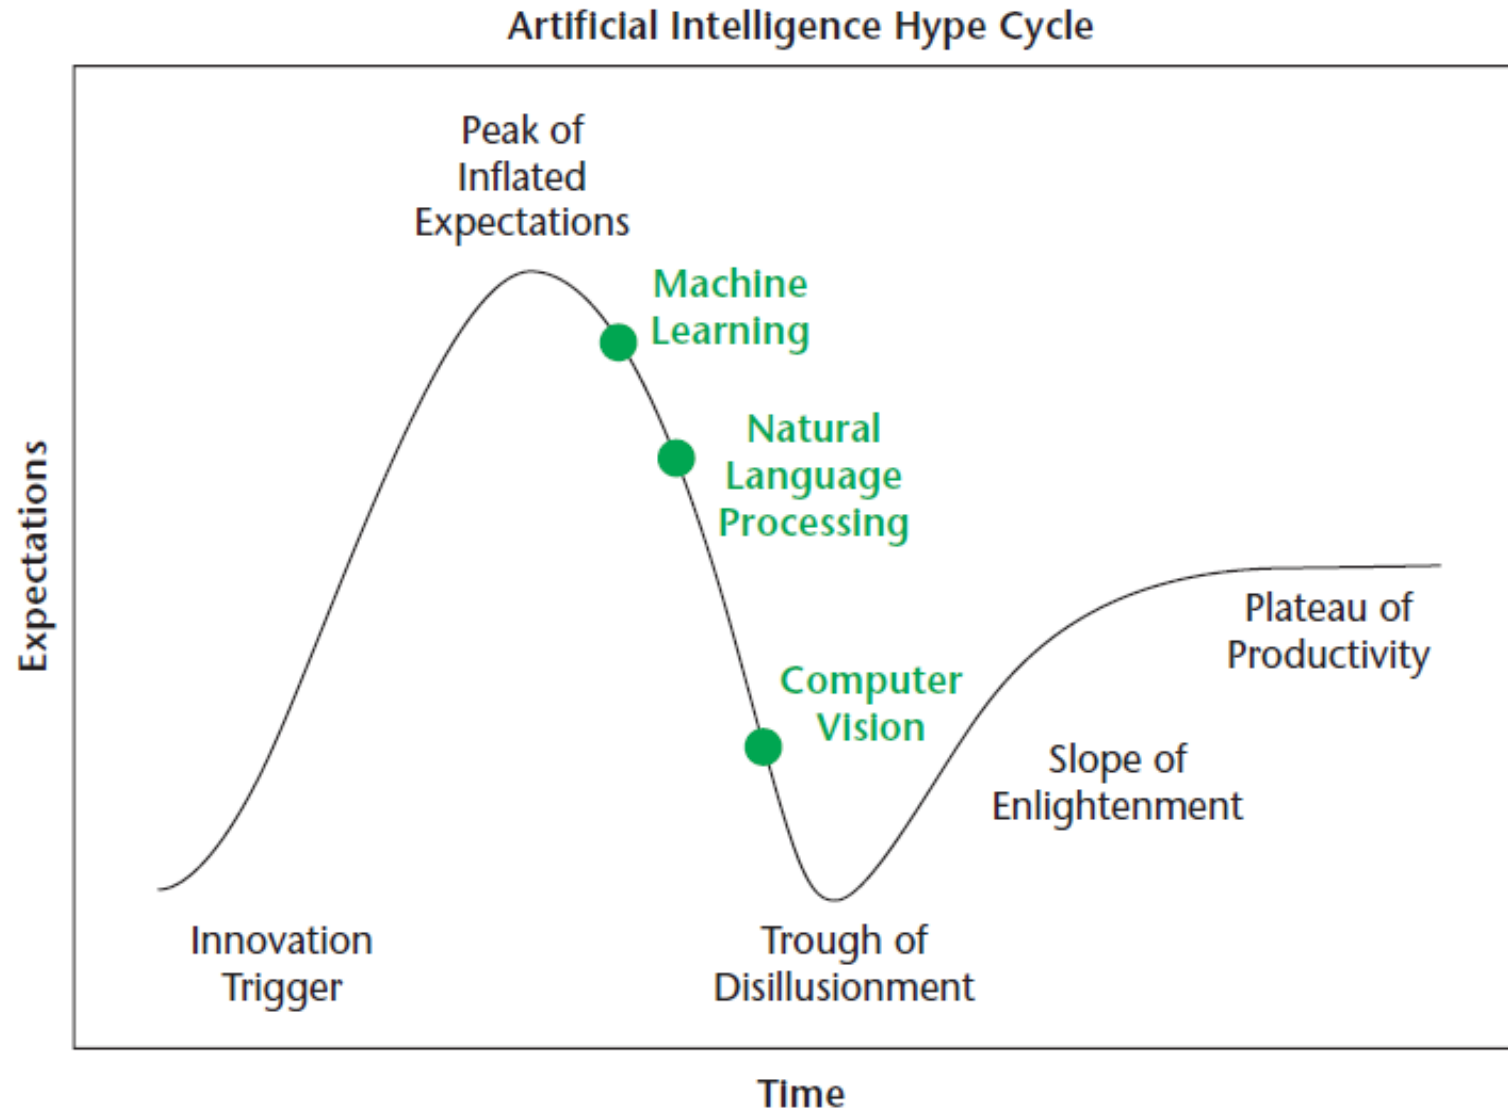 Artificial Intelligence Hype Cycle
Peak of
Inflated
Expectations
Machine
Learning
Natural
Language
Processing
Expectations
Computer
Vision
Plateau of
Productivity
Slope of
Enlightenment
Innovation
Trigger
Trough of
Disillusionment
Time